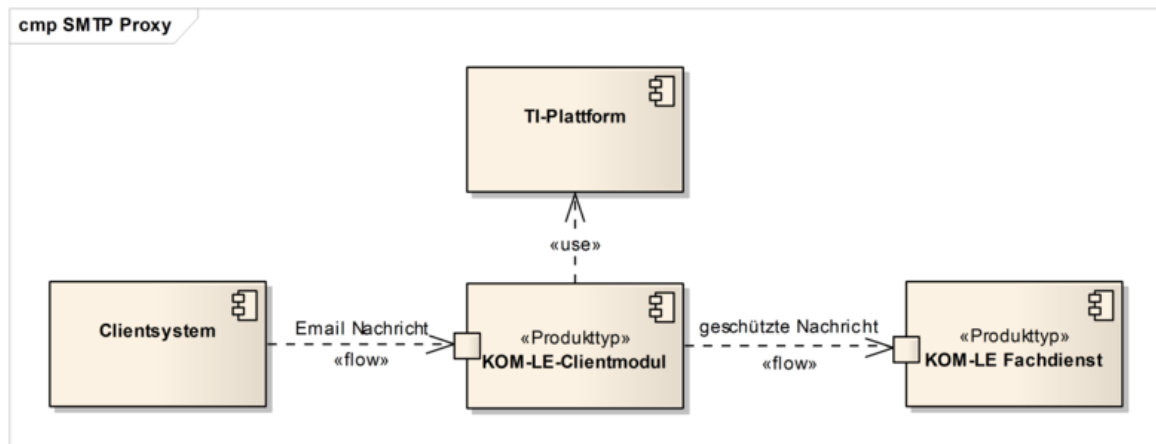 cmp SMTP Proxy
TI-Plattform
«use»
Clientsystem
Email Nachricht
«flow»
«Produkttyp»
KOM-LE-Clientmodul
geschützte Nachricht
«flow»
«Produkttyp»
KOM-LE Fachdienst